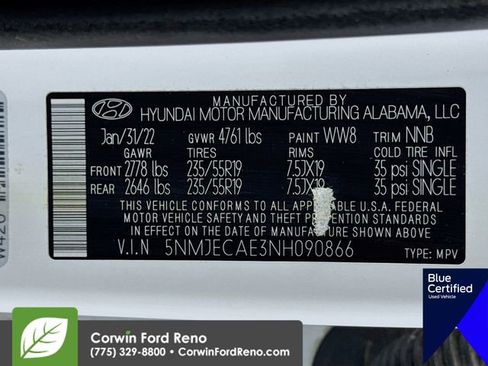 MANUFACTURED BY
HYUNDAI MOTOR MANUFACTURING ALABAMA, LLC
Jan/31/22 GVWR 4761 lbs PAINT WW8 TRIM NNB
GAWR TIRES RIMS COLD TIRE INFL
FRONT 2778 lbs 235/55R19 7.5JX19 35 psi SINGLE
REAR 2646 lbs 235/55R19 7.5JX19 35 psi SINGLE
THIS VEHICLE CONFORMS TO ALL APPLICABLE U.S.A. FEDERAL
MOTOR VEHICLE SAFETY AND THEFT PREVENTION STANDARDS
IN EFFECT ON THE DATE OF MANUFACTURE SHOWN ABOVE.
V.I.N 5NMJECAE3NH090866 TYPE: MPV
W420
Blue
Certified
Used Vehicle
Corwin Ford Reno
(775) 329-8800 • CorwinFordReno.com